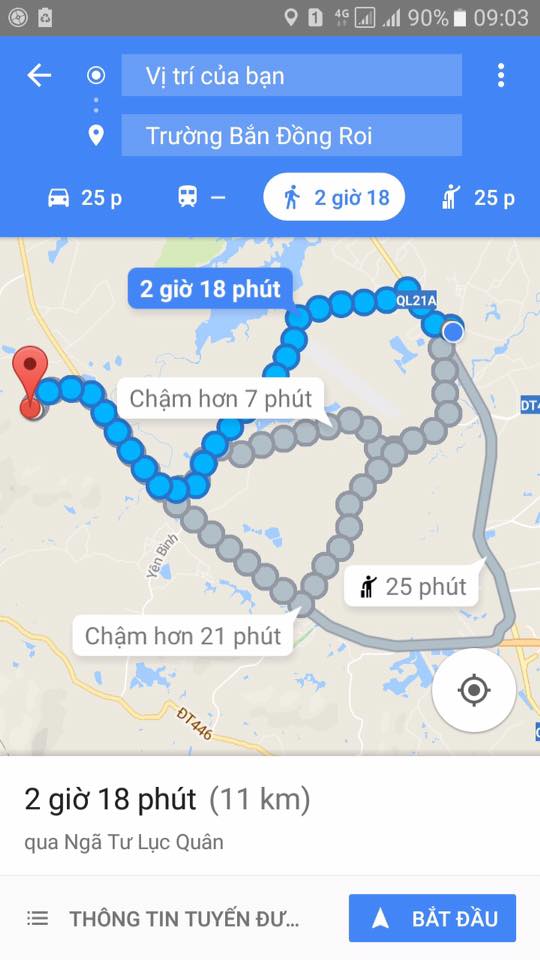 4G 1 90% 09:03
Vị trí của bạn
Trường Bắn Đồng Roi
25 p
—
2 giờ 18
25 p
2 giờ 18 phút
QL21A
Chậm hơn 7 phút
ĐT4
Yên Bình
25 phút
Chậm hơn 21 phút
ĐT446
2 giờ 18 phút (11 km)
qua Ngã Tư Lục Quân
THÔNG TIN TUYẾN ĐƯ...
BẮT ĐẦU